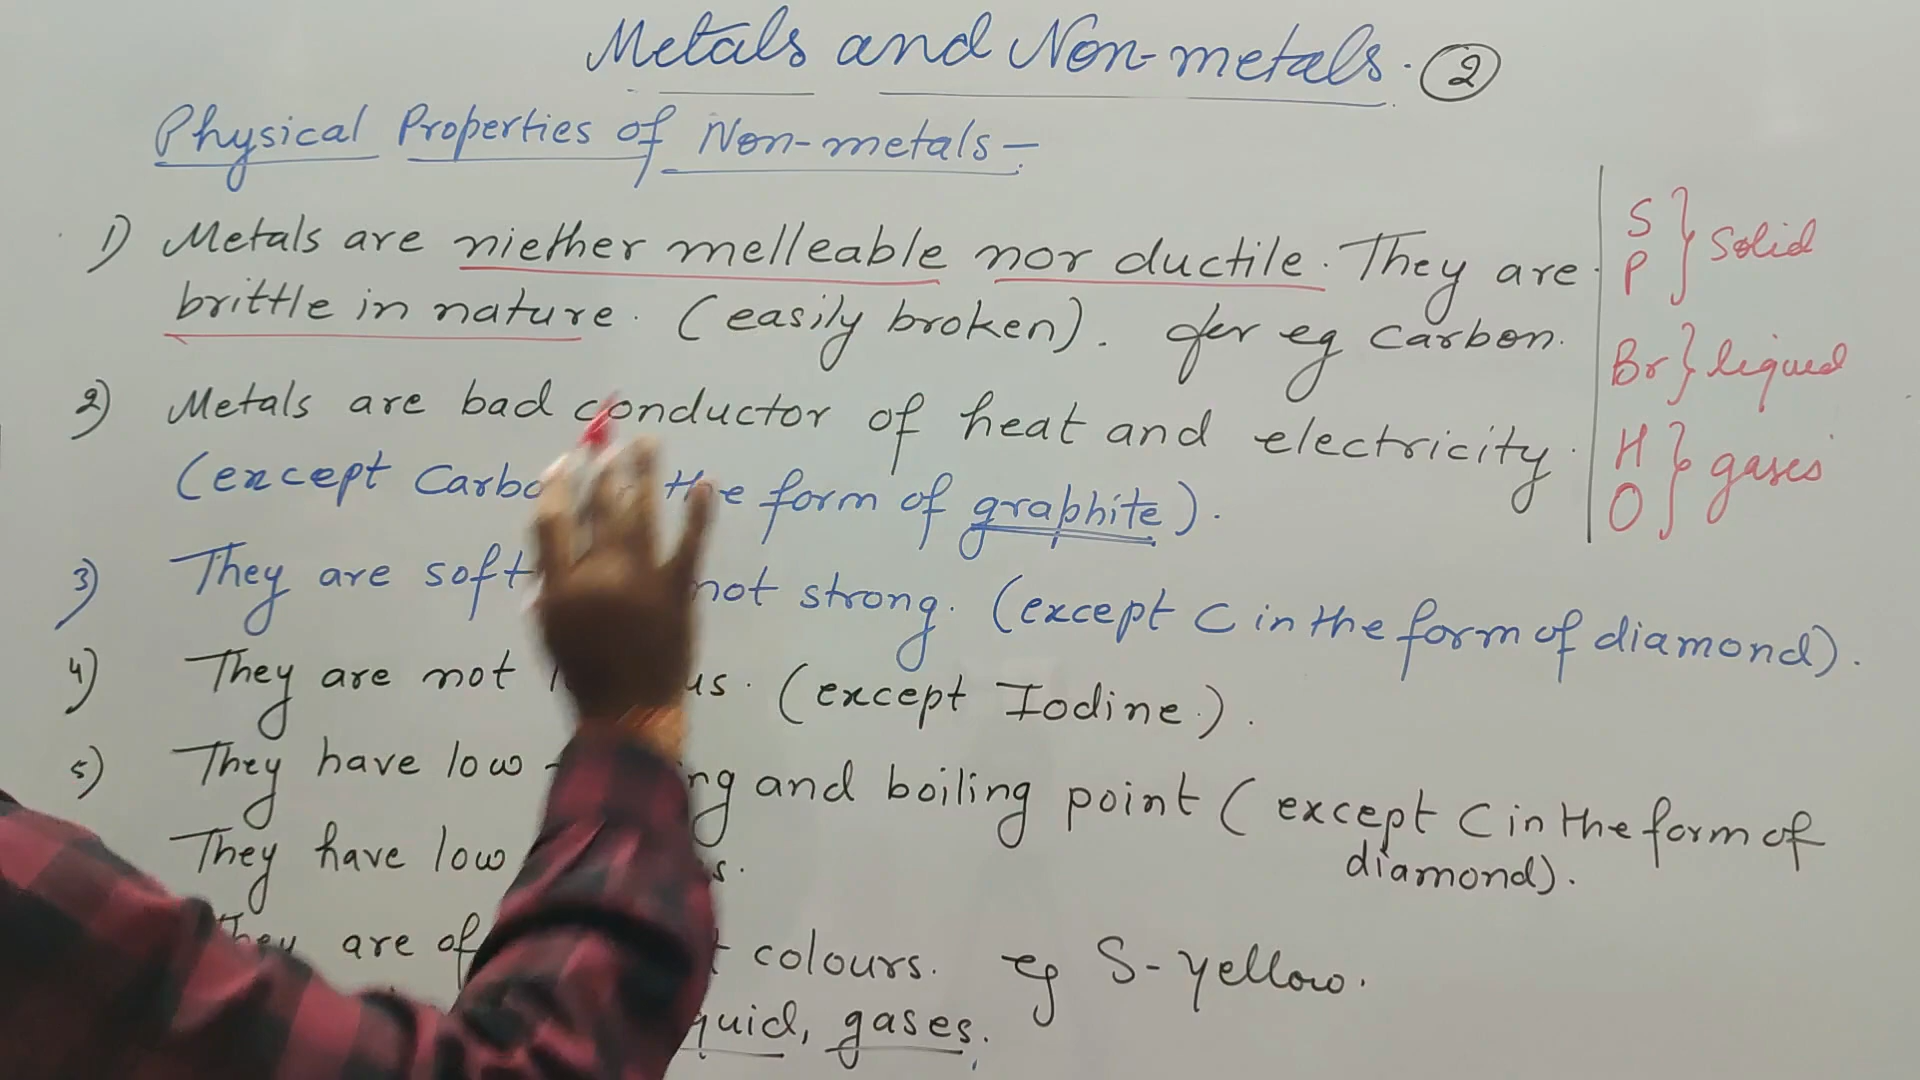 Metals and Non-metals. 2
Physical Properties of Non-metals -
1) Metals are niether melleable nor ductile. They are
brittle in nature. (easily broken). for eg Carbon.
2) Metals are bad conductor of heat and electricity.
(except the form of graphite).
3) They are soft not strong. (except C in the form of diamond).
4) They are not (except Iodine.).
5) They have low and boiling point (except C in the form of
diamond).
They have low
They are of colours. eg S- yellow.
gases.
S
P } Solid
Br } liquid
H
O } gases